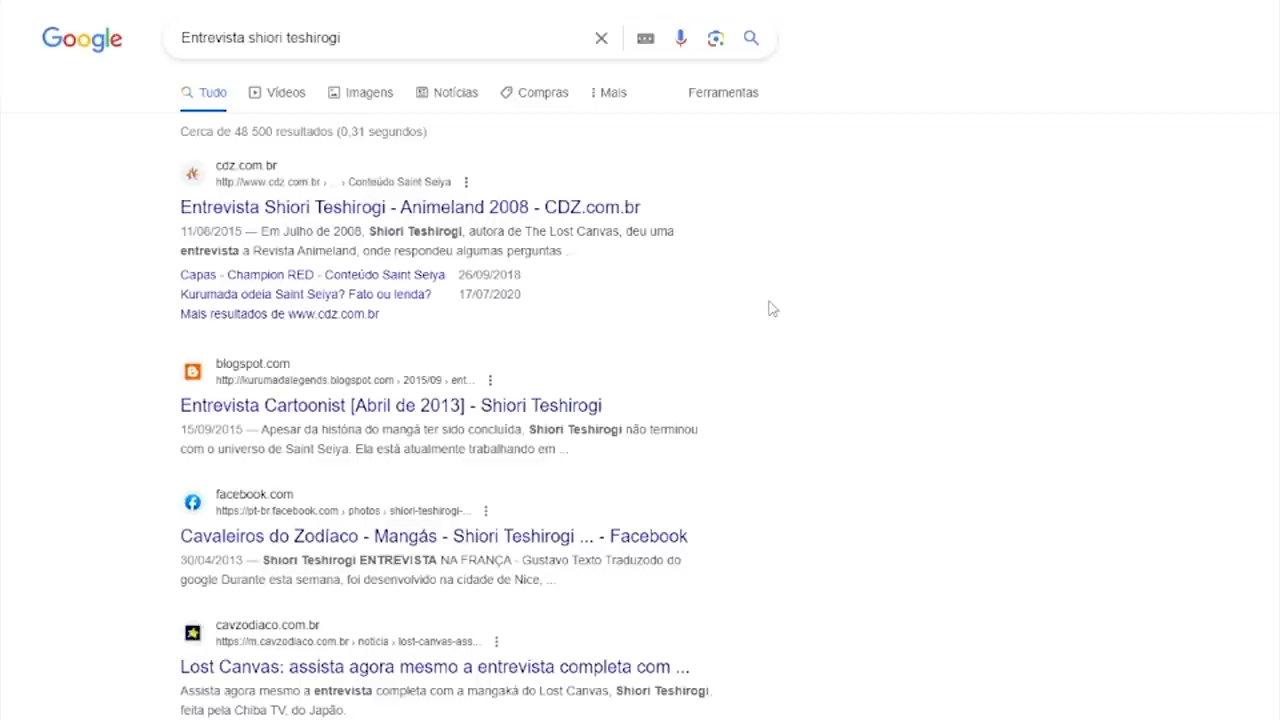 Google
Entrevista shiori teshirogi
Tudo
Vídeos
Imagens
Notícias
Compras
Mais
Ferramentas
Cerca de 48 500 resultados (0,31 segundos)
cdz.com.br
http://www.cdz.com.br › ... › Conteúdo Saint Seiya
Entrevista Shiori Teshirogi - Animeland 2008 - CDZ.com.br
11/06/2015 — Em Julho de 2008, Shiori Teshirogi, autora de The Lost Canvas, deu uma
entrevista a Revista Animeland, onde respondeu algumas perguntas ...
Capas - Champion RED - Conteúdo Saint Seiya 26/09/2018
Kurumada odeia Saint Seiya? Fato ou lenda? 17/07/2020
Mais resultados de www.cdz.com.br
blogspot.com
http://kurumadalegends.blogspot.com › 2015/09 › ent...
Entrevista Cartoonist [Abril de 2013] - Shiori Teshirogi
15/09/2015 — Apesar da história do mangá ter sido concluída, Shiori Teshirogi não terminou
com o universo de Saint Seiya. Ela está atualmente trabalhando em ...
facebook.com
https://pt-br.facebook.com › photos › shiori-teshirogi-...
Cavaleiros do Zodíaco - Mangás - Shiori Teshirogi ... - Facebook
30/04/2013 — Shiori Teshirogi ENTREVISTA NA FRANÇA - Gustavo Texto Traduzodo do
google Durante esta semana, foi desenvolvido na cidade de Nice, ...
cavzodiaco.com.br
https://m.cavzodiaco.com.br › noticia › lost-canvas-ass...
Lost Canvas: assista agora mesmo a entrevista completa com ...
Assista agora mesmo a entrevista completa com a mangaká do Lost Canvas, Shiori Teshirogi,
feita pela Chiba TV, do Japão.